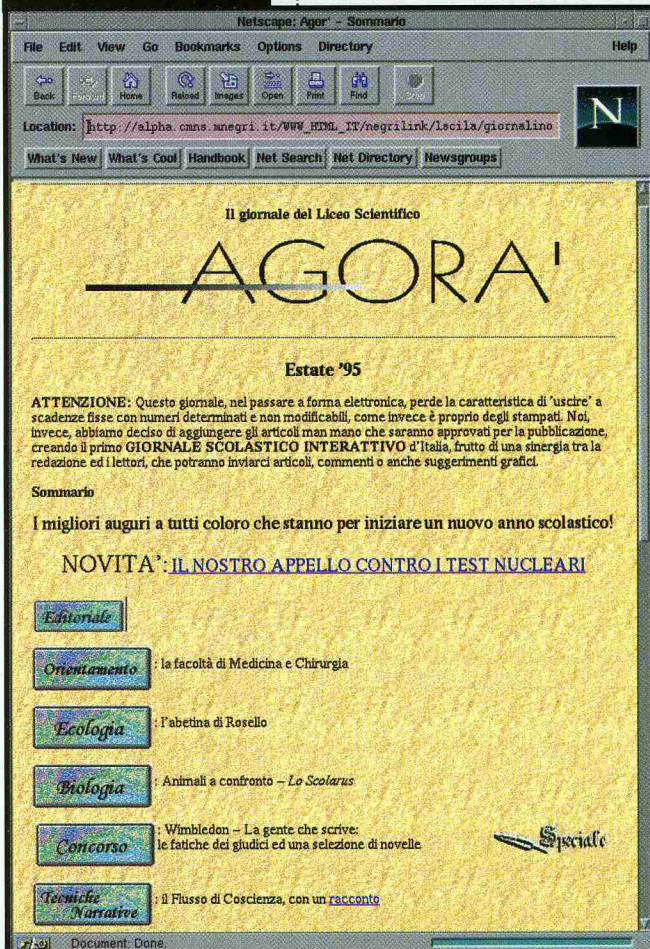 Netscape: Agor' – Sommario
File Edit View Go Bookmarks Options Directory Help
Back Forward Home Reload Images Open Print Find Stop
Location: http://alpha.cmns.mnegri.it/WWW_HTML_IT/negrilink/lscila/giornalino
N
What's New What's Cool Handbook Net Search Net Directory Newsgroups
Il giornale del Liceo Scientifico
AGORA'
Estate '95
ATTENZIONE: Questo giornale, nel passare a forma elettronica, perde la caratteristica di 'uscire' a
scadenze fisse con numeri determinati e non modificabili, come invece è proprio degli stampati. Noi,
invece, abbiamo deciso di aggiungere gli articoli man mano che saranno approvati per la pubblicazione,
creando il primo GIORNALE SCOLASTICO INTERATTIVO d'Italia, frutto di una sinergia tra la
redazione ed i lettori, che potranno inviarci articoli, commenti o anche suggerimenti grafici.
Sommario
I migliori auguri a tutti coloro che stanno per iniziare un nuovo anno scolastico!
NOVITA': IL NOSTRO APPELLO CONTRO I TEST NUCLEARI
Editoriale
Orientamento : la facoltà di Medicina e Chirurgia
Ecologia : l'abetina di Rosello
Biologia : Animali a confronto – Lo Scolarus
Concorso : Wimbledon – La gente che scrive:
le fatiche dei giudici ed una selezione di novelle
Speciale
Tecniche
Narrative : il Flusso di Coscienza, con un racconto
Document: Done.